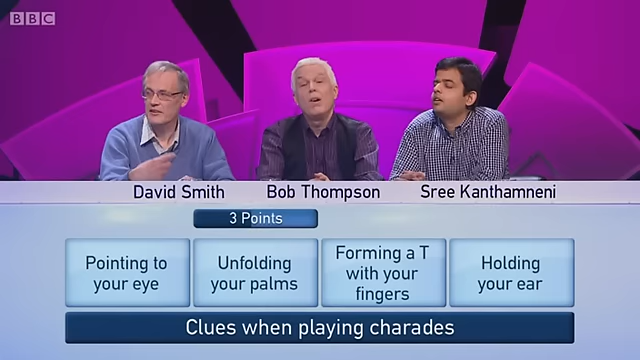 BBC
David Smith
Bob Thompson
Sree Kanthamneni
3 Points
Pointing to
your eye
Unfolding
your palms
Forming a T
with your
fingers
Holding
your ear
Clues when playing charades